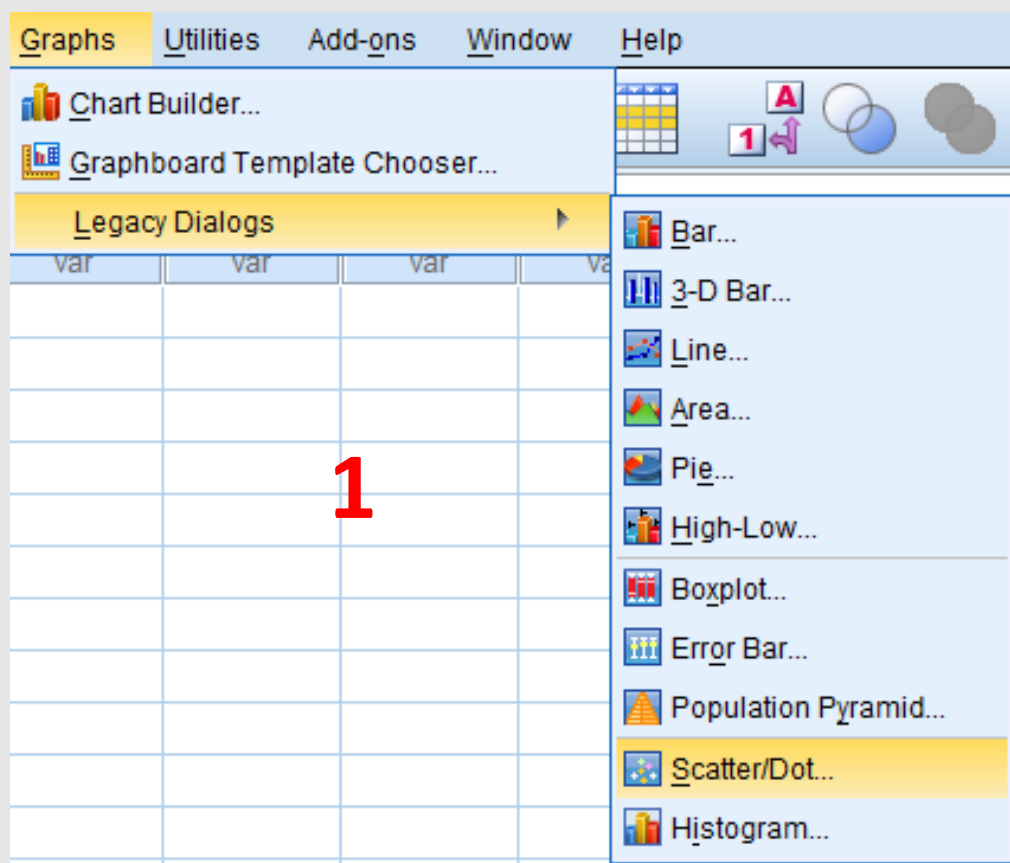 Graphs Utilities Add-ons Window Help
Chart Builder...
Graphboard Template Chooser...
Legacy Dialogs
A
1
var var var
Bar...
3-D Bar...
Line...
Area...
Pie...
1
High-Low...
Boxplot...
Error Bar...
Population Pyramid...
Scatter/Dot...
Histogram...